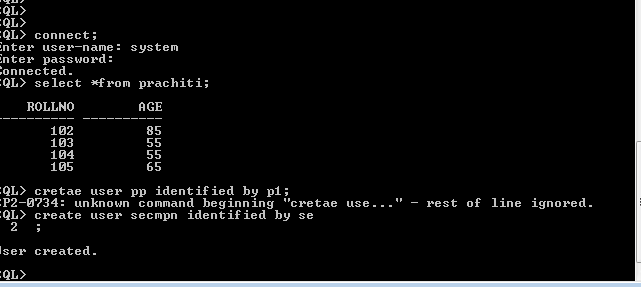 QL>
QL>
QL> connect;
Enter user-name: system
Enter password:
Connected.
QL> select *from prachiti;
ROLLNO AGE
---------- ----------
102 85
103 55
104 55
105 65
QL> cretae user pp identified by p1;
P2-0734: unknown command beginning "cretae use..." - rest of line ignored.
QL> create user secmpn identified by se
2 ;
User created.
QL>